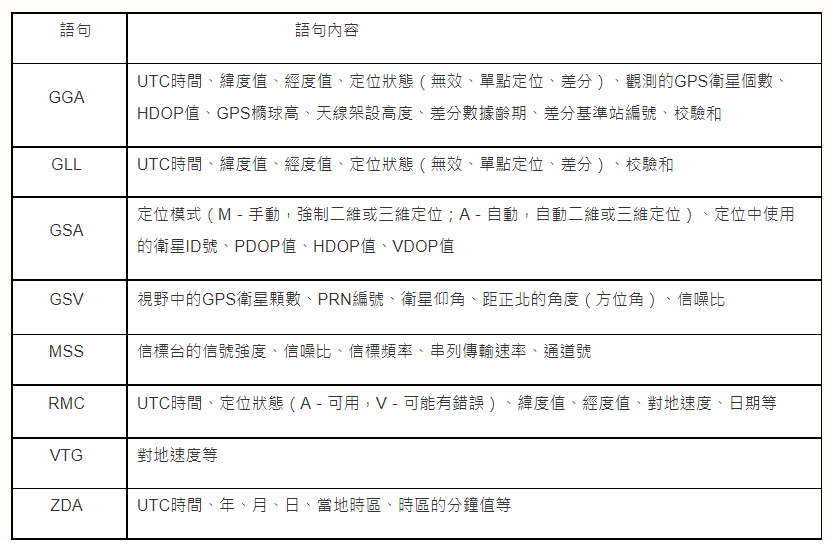 語句 語句內容
GGA
UTC時間、緯度值、經度值、定位狀態（無效、單點定位、差分）、觀測的GPS衛星個數、
HDOP值、GPS橢球高、天線架設高度、差分數據齡期、差分基準站編號、校驗和
GLL UTC時間、緯度值、經度值、定位狀態（無效、單點定位、差分）、校驗和
GSA
定位模式（M－手動，強制二維或三維定位；A－自動，自動二維或三維定位）、定位中使用
的衛星ID號、PDOP值、HDOP值、VDOP值
GSV 視野中的GPS衛星顆數、PRN編號、衛星仰角、距正北的角度（方位角）、信噪比
MSS 信標台的信號強度、信噪比、信標頻率、串列傳輸速率、通道號
RMC UTC時間、定位狀態（A－可用，V－可能有錯誤）、緯度值、經度值、對地速度、日期等
VTG 對地速度等
ZDA UTC時間、年、月、日、當地時區、時區的分鐘值等